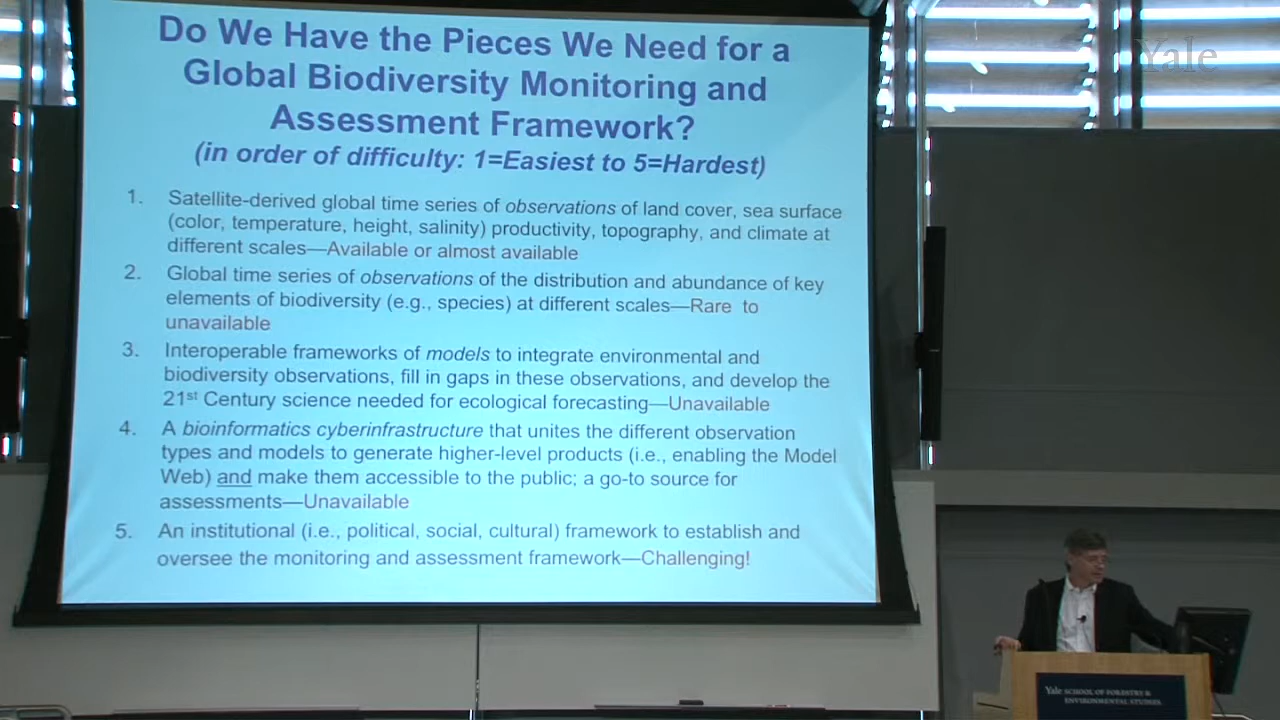 Do We Have the Pieces We Need for a
Global Biodiversity Monitoring and
Assessment Framework?
(in order of difficulty: 1=Easiest to 5=Hardest)
1. Satellite-derived global time series of observations of land cover, sea surface
(color, temperature, height, salinity) productivity, topography, and climate at
different scales—Available or almost available
2. Global time series of observations of the distribution and abundance of key
elements of biodiversity (e.g., species) at different scales—Rare to
unavailable
3. Interoperable frameworks of models to integrate environmental and
biodiversity observations, fill in gaps in these observations, and develop the
21st Century science needed for ecological forecasting—Unavailable
4. A bioinformatics cyberinfrastructure that unites the different observation
types and models to generate higher-level products (i.e., enabling the Model
Web) and make them accessible to the public; a go-to source for
assessments—Unavailable
5. An institutional (i.e., political, social, cultural) framework to establish and
oversee the monitoring and assessment framework—Challenging!
Yale
Yale SCHOOL OF FORESTRY &
ENVIRONMENTAL STUDIES